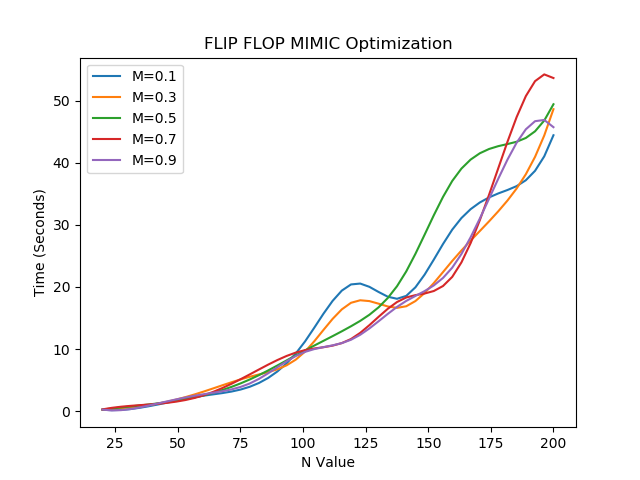 FLIP FLOP MIMIC Optimization
M=0.1
M=0.3
M=0.5
M=0.7
M=0.9
Time (Seconds)
50
40
30
20
10
0
25 50 75 100 125 150 175 200
N Value